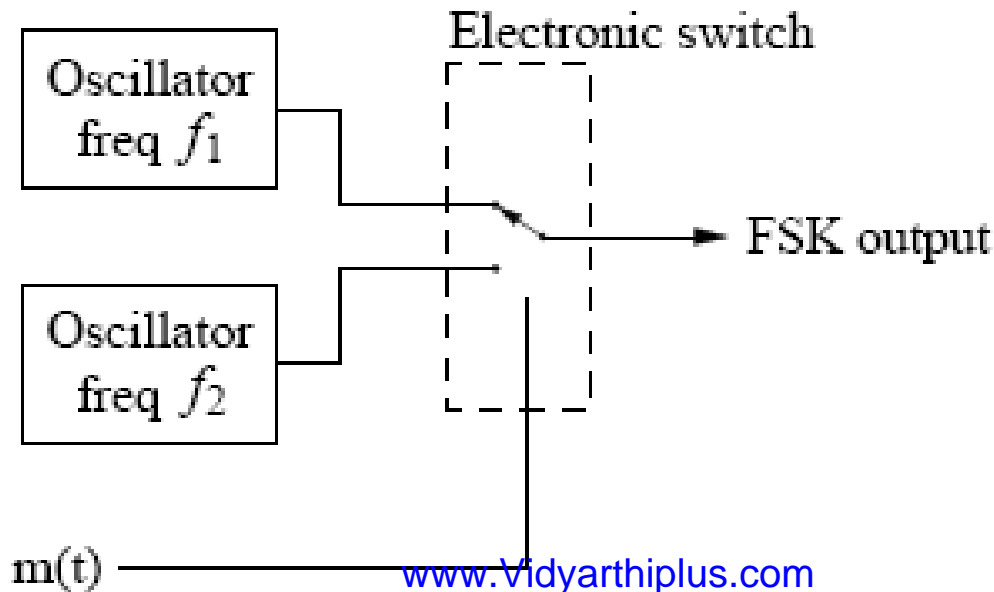 Electronic switch
Oscillator
freq f1
FSK output
Oscillator
freq f2
m(t)
www.Vidyarthiplus.com